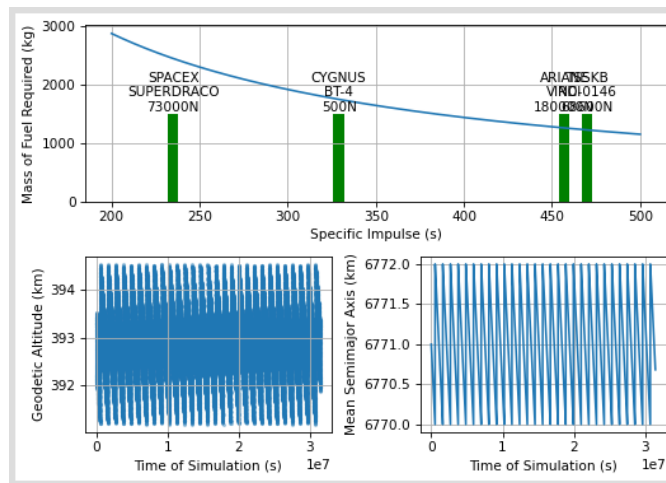 3000
2000
1000
0
Mass of Fuel Required (kg)
SPACEX
SUPERDRACO
73000N
CYGNUS
BT-4
500N
200
250
300
350
400
450
500
Specific Impulse (s)
394
393
392
Geodetic Altitude (km)
0
1
2
3
1e7
Time of Simulation (s)
6772.0
6771.5
6771.0
6770.5
6770.0
Mean Semimajor Axis (km)
0
1
2
3
1e7
Time of Simulation (s)